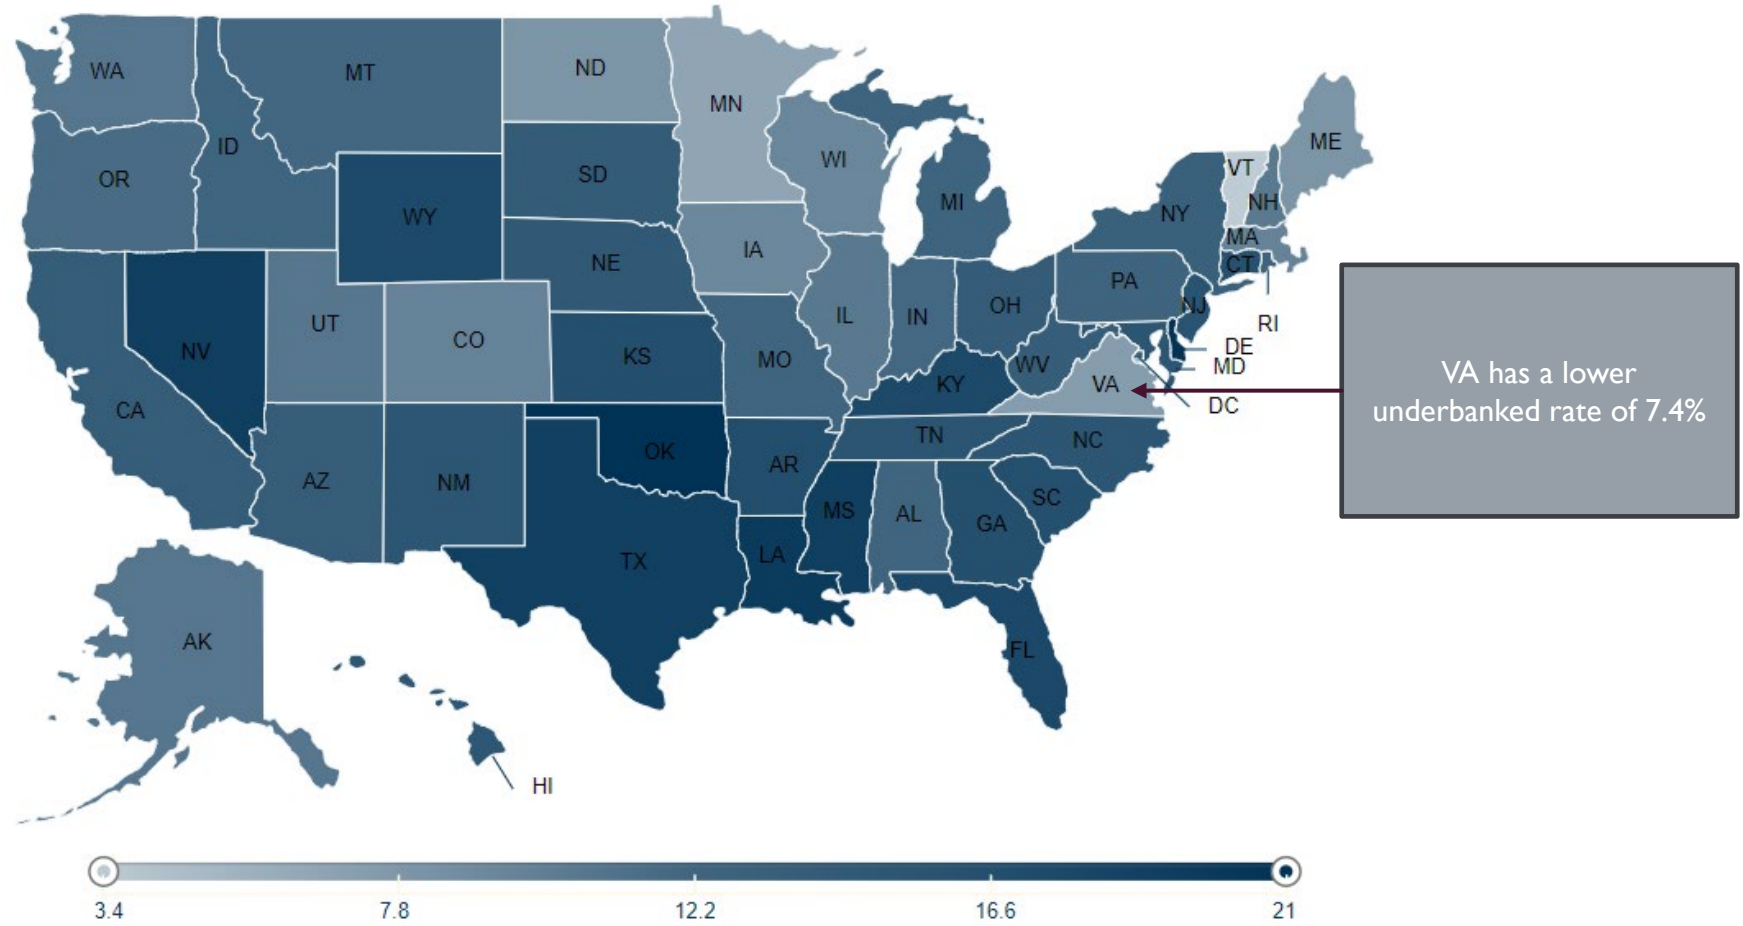 WA
MT
ND
MN
ID
OR
WY
SD
WI
MI
ME
VT
NH
NY
MA
CT
RI
NE
IA
PA
NJ
NV
UT
CO
IL
IN
OH
DE
MD
DC
KS
MO
WV
VA
KY
CA
TN
NC
AZ
NM
OK
AR
SC
MS
AL
GA
TX
LA
FL
AK
HI
VA has a lower
underbanked rate of 7.4%
3.4 7.8 12.2 16.6 21